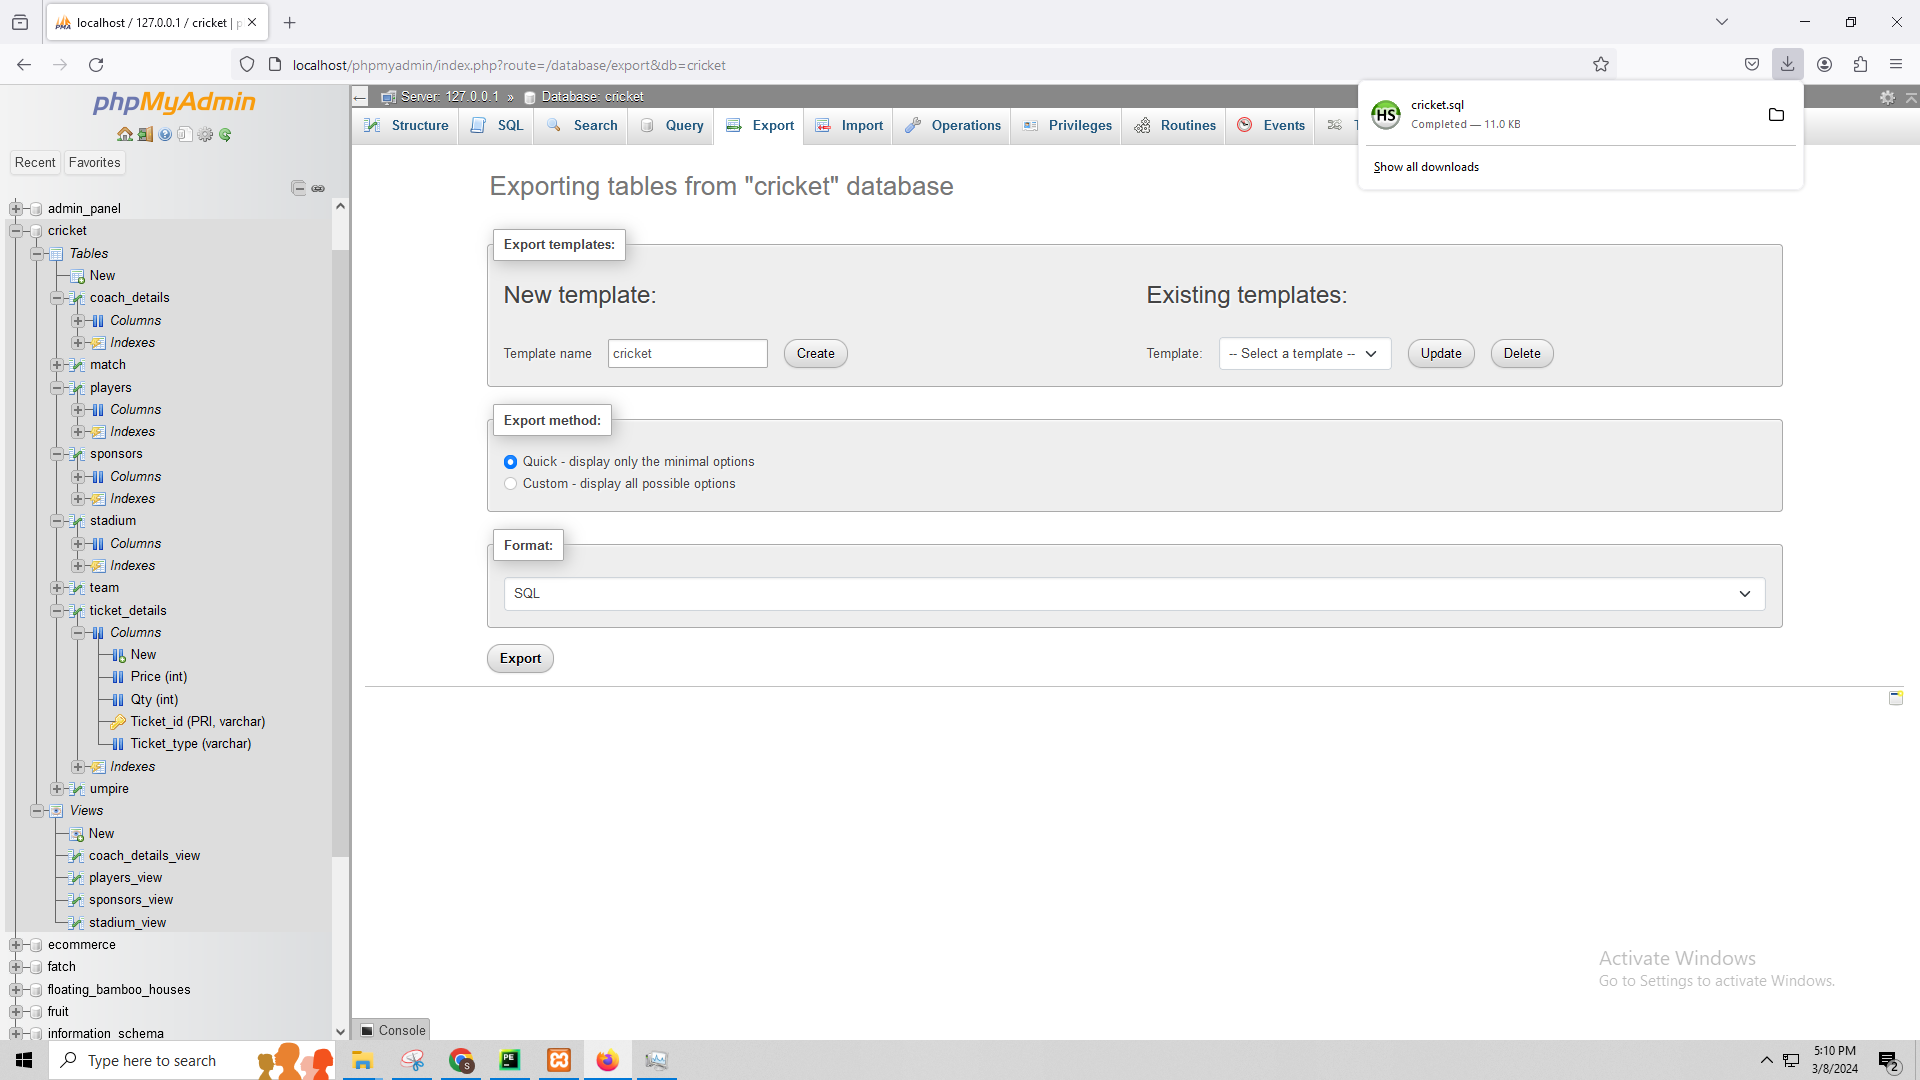 localhost / 127.0.0.1 / cricket | p
localhost/phpmyadmin/index.php?route=/database/export&db=cricket
phpMyAdmin
Recent
Favorites
admin_panel
cricket
Tables
New
coach_details
Columns
Indexes
match
players
Columns
Indexes
sponsors
Columns
Indexes
stadium
Columns
Indexes
team
ticket_details
Columns
New
Price (int)
Qty (int)
Ticket_id (PRI, varchar)
Ticket_type (varchar)
Indexes
umpire
Views
New
coach_details_view
players_view
sponsors_view
stadium_view
ecommerce
fatch
floating_bamboo_houses
fruit
information_schema
Server: 127.0.0.1 » Database: cricket
Structure SQL Search Query Export Import Operations Privileges Routines Events T
HS
cricket.sql
Completed — 11.0 KB
Show all downloads
Exporting tables from "cricket" database
Export templates:
New template:
Template name cricket Create
Existing templates:
Template: -- Select a template -- Update Delete
Export method:
Quick - display only the minimal options
Custom - display all possible options
Format:
SQL
Export
Activate Windows
Go to Settings to activate Windows.
Console
Type here to search
S
PE
5:10 PM
3/8/2024
2